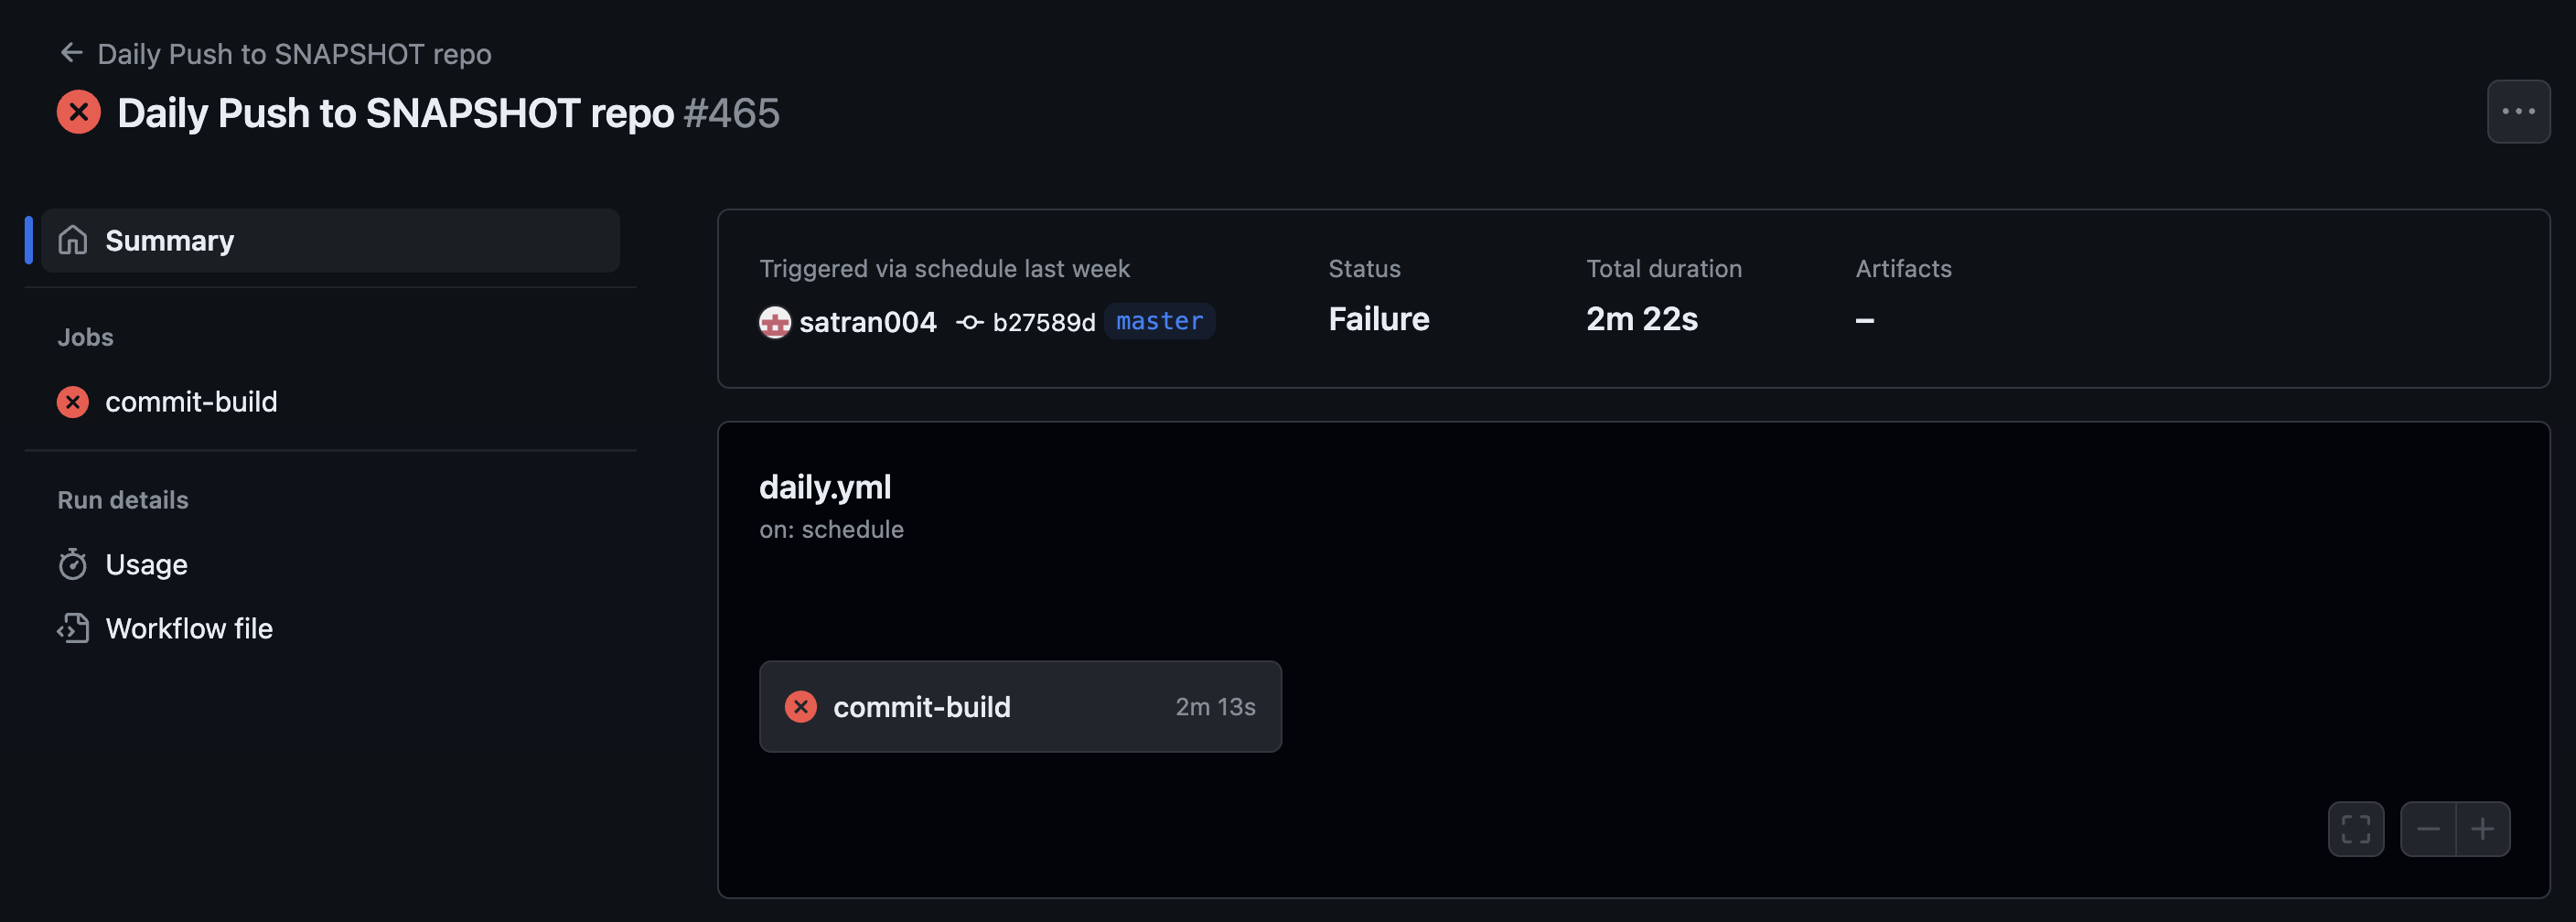 Daily Push to SNAPSHOT repo
Daily Push to SNAPSHOT repo #465
Summary
Jobs
commit-build
Run details
Usage
Workflow file
Triggered via schedule last week
satran004 b27589d master
Status
Failure
Total duration
2m 22s
Artifacts
–
daily.yml
on: schedule
commit-build 2m 13s